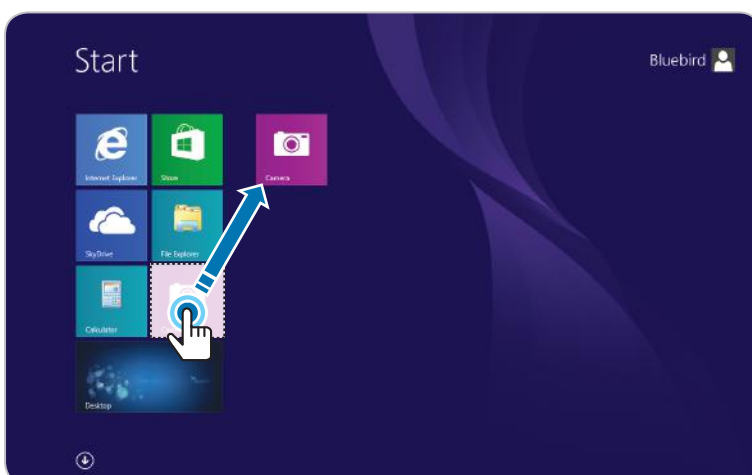 Start
Bluebird
Internet Explorer
Store
Camera
SkyDrive
File Explorer
Calculator
Desktop